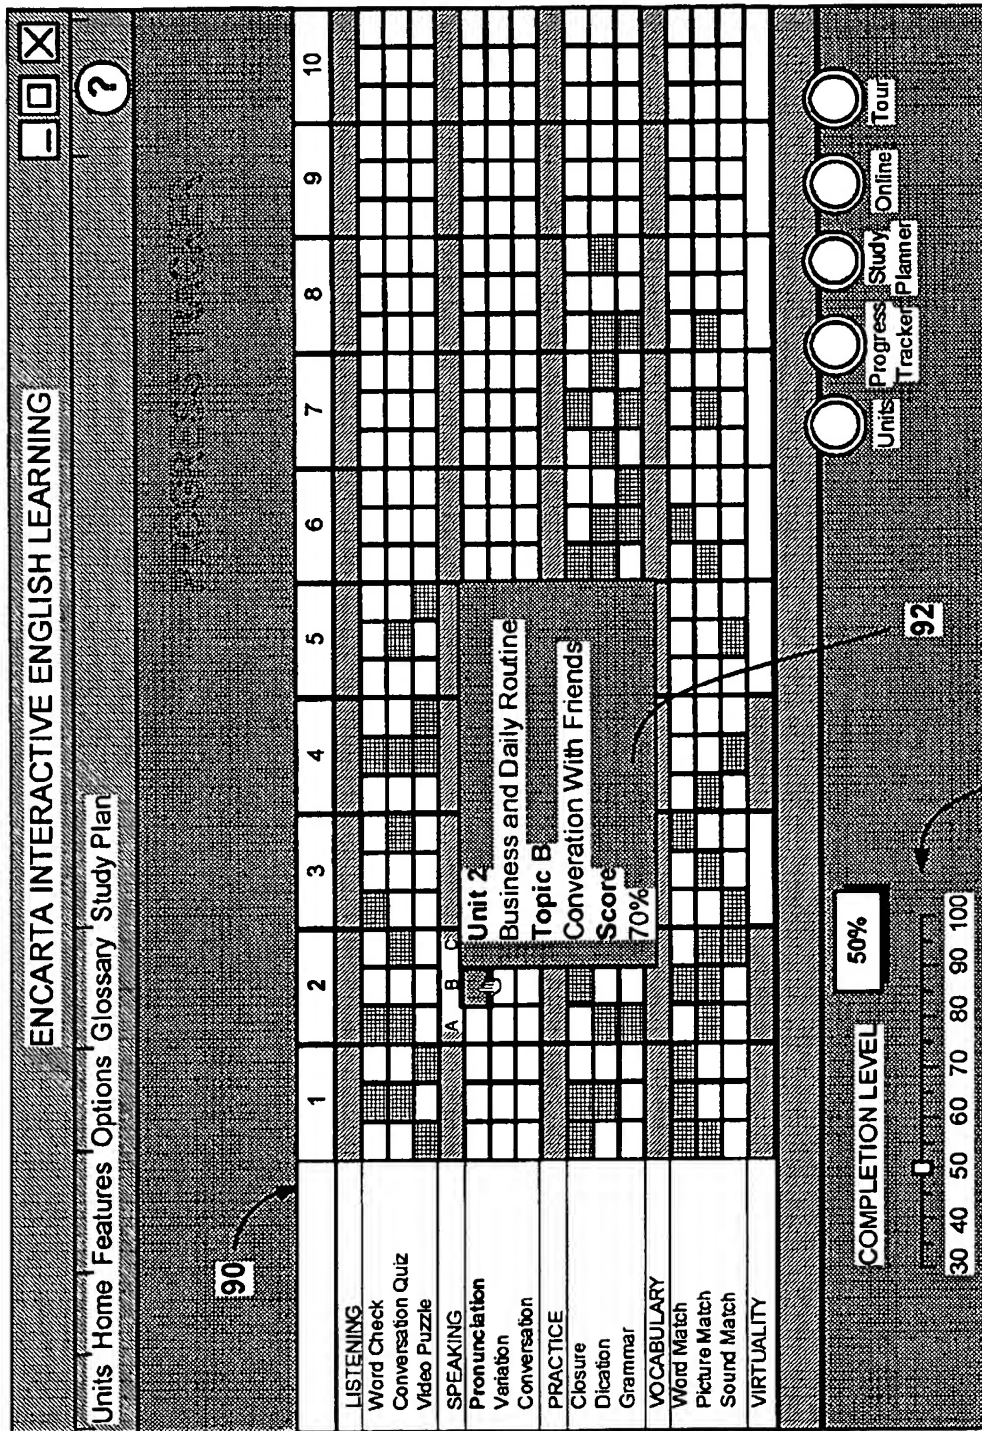 ENCARTA INTERACTIVE ENGLISH LEARNING
Units Home Features Options Glossary Study Plan
?
PROGRESS TRACKER
90
1 2 3 4 5 6 7 8 9 10
LISTENING
Word Check
Conversation Quiz
Video Puzzle
SPEAKING
A B C
Pronunciation
Variation
Conversation
PRACTICE
Closure
Dication
Grammar
VOCABULARY
Word Match
Picture Match
Sound Match
VIRTUALITY
Unit 2
Business and Daily Routine
Topic B
Converation With Friends
Score
70%
92
COMPLETION LEVEL
50%
30 40 50 60 70 80 90 100
Units
Progress Tracker
Study Planner
Online
Tour